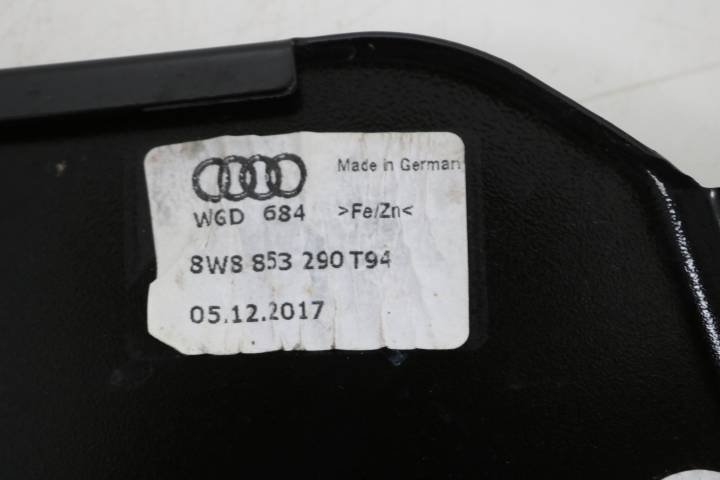 Made in German
WGD 684 >Fe/Zn<
8W8 853 290 T94
05.12.2017